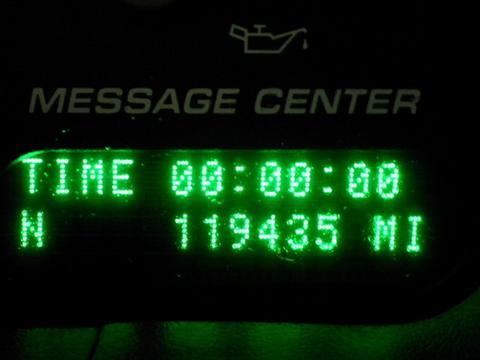 MESSAGE CENTER
TIME 00:00:00
N 119435 MI